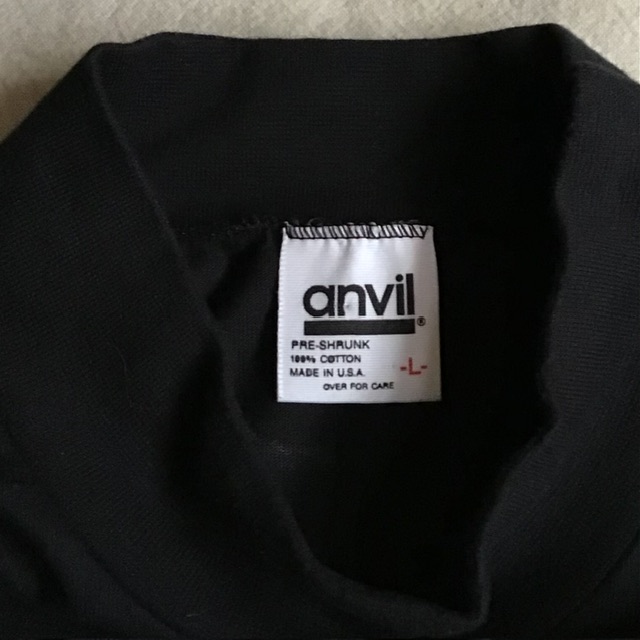 anvil®
PRE-SHRUNK
100% COTTON
MADE IN U.S.A. -L-
OVER FOR CARE